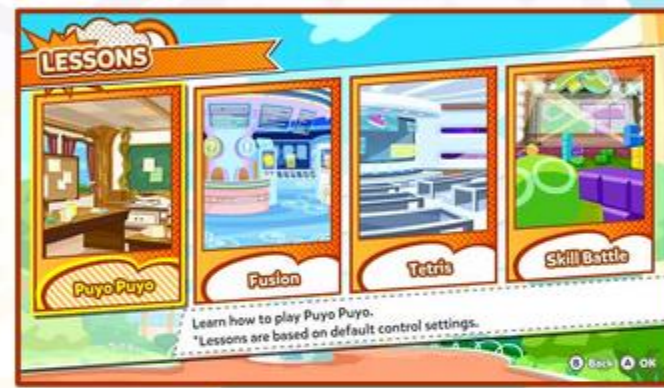 LESSONS
Puyo Puyo
Fusion
Tetris
Skill Battle
Learn how to play Puyo Puyo.
*Lessons are based on default control settings.
B Back A OK